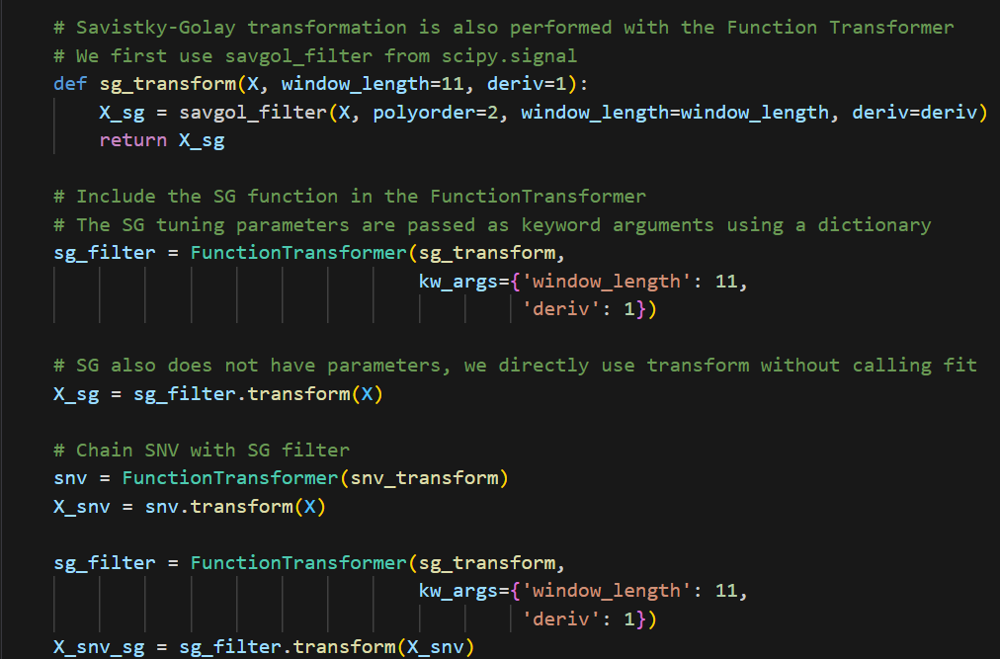 # Savistky-Golay transformation is also performed with the Function Transformer
# We first use savgol_filter from scipy.signal
def sg_transform(X, window_length=11, deriv=1):
    X_sg = savgol_filter(X, polyorder=2, window_length=window_length, deriv=deriv)
    return X_sg

# Include the SG function in the FunctionTransformer
# The SG tuning parameters are passed as keyword arguments using a dictionary
sg_filter = FunctionTransformer(sg_transform,
                                kw_args={'window_length': 11,
                                         'deriv': 1})

# SG also does not have parameters, we directly use transform without calling fit
X_sg = sg_filter.transform(X)

# Chain SNV with SG filter
snv = FunctionTransformer(snv_transform)
X_snv = snv.transform(X)

sg_filter = FunctionTransformer(sg_transform,
                                kw_args={'window_length': 11,
                                         'deriv': 1})
X_snv_sg = sg_filter.transform(X_snv)